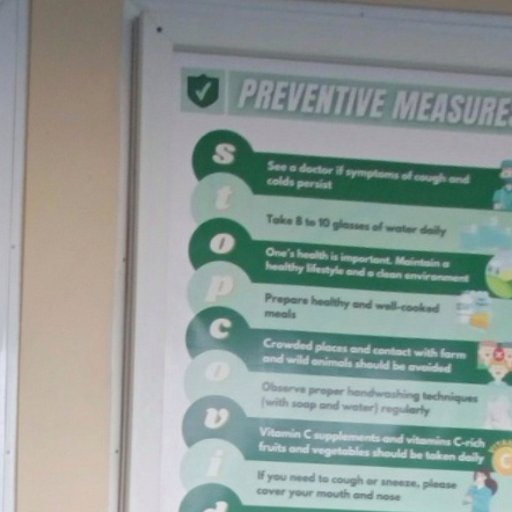 PREVENTIVE MEASURES
s
See a doctor if symptoms of cough and
colds persist
t
Take 8 to 10 glasses of water daily
o
One's health is important. Maintain a
healthy lifestyle and a clean environment
p
Prepare healthy and well-cooked
meals
c
Crowded places and contact with farm
and wild animals should be avoided
o
Observe proper handwashing techniques
(with soap and water) regularly
v
Vitamin C supplements and vitamins C-rich
fruits and vegetables should be taken daily
C
i
If you need to cough or sneeze, please
cover your mouth and nose
d